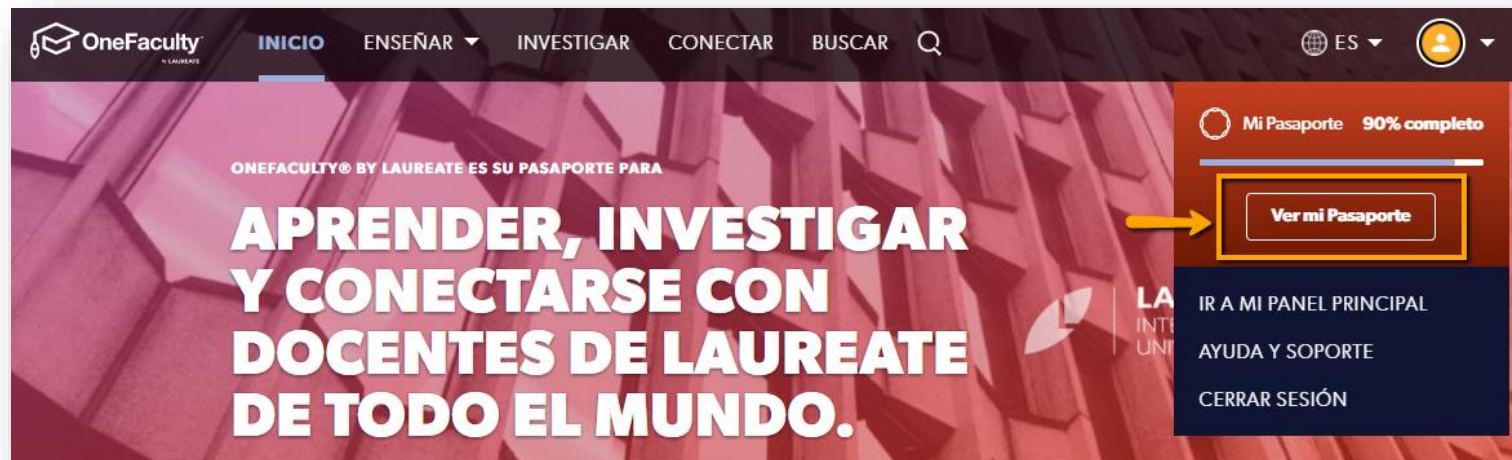 OneFaculty
BY LAUREATE
INICIO
ENSEÑAR
INVESTIGAR
CONECTAR
BUSCAR
ES
Mi Pasaporte 90% completo
Ver mi Pasaporte
IR A MI PANEL PRINCIPAL
AYUDA Y SOPORTE
CERRAR SESIÓN
ONEFACULTY® BY LAUREATE ES SU PASAPORTE PARA
APRENDER, INVESTIGAR
Y CONECTARSE CON
DOCENTES DE LAUREATE
DE TODO EL MUNDO.